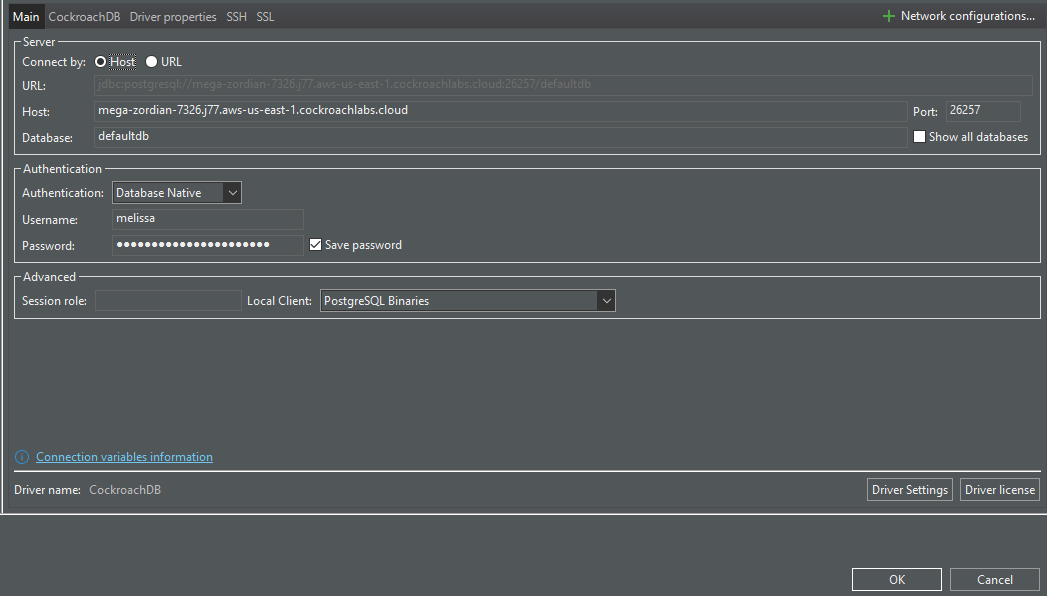 Main CockroachDB Driver properties SSH SSL Network configurations...
Server
Connect by: Host URL
URL: jdbc:postgresql://mega-zordian-7326.j77.aws-us-east-1.cockroachlabs.cloud:26257/defaultdb
Host: mega-zordian-7326.j77.aws-us-east-1.cockroachlabs.cloud Port: 26257
Database: defaultdb Show all databases
Authentication
Authentication: Database Native
Username: melissa
Password: ●●●●●●●●●●●●●●●●●●●●●● Save password
Advanced
Session role: Local Client: PostgreSQL Binaries
Connection variables information
Driver name: CockroachDB Driver Settings Driver license
OK Cancel